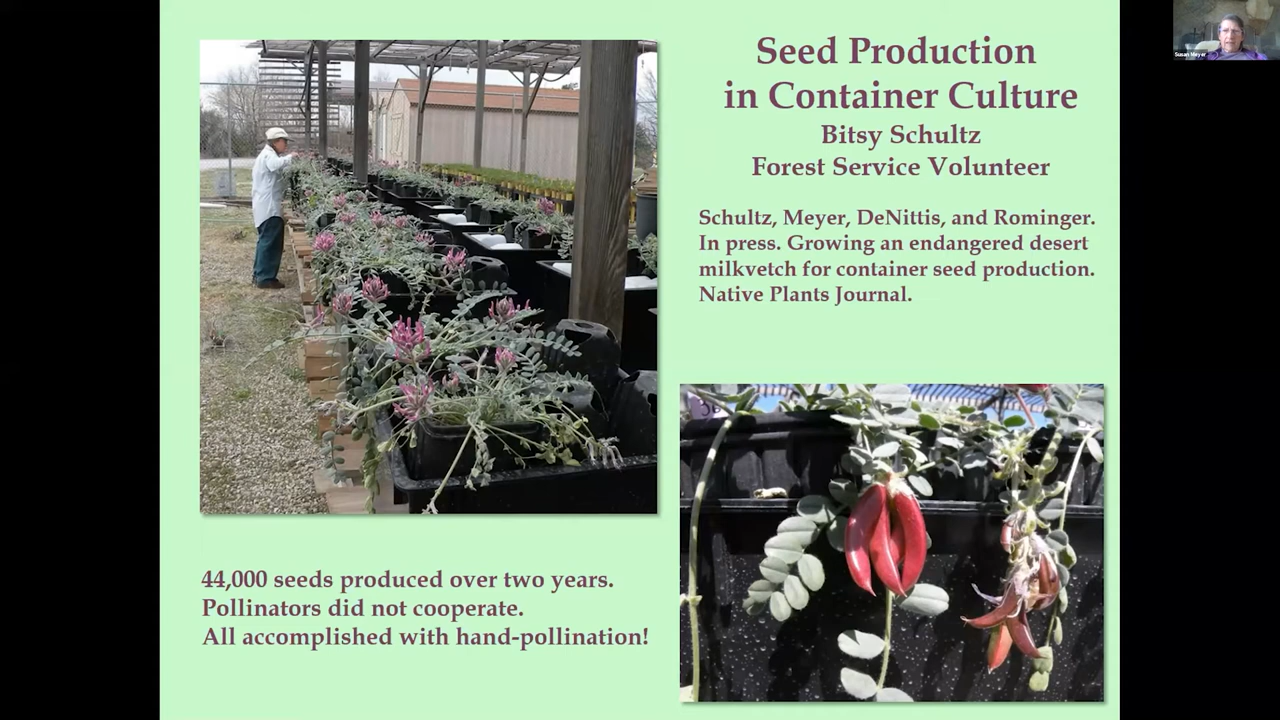 Seed Production
in Container Culture
Bitsy Schultz
Forest Service Volunteer
Schultz, Meyer, DeNittis, and Rominger.
In press. Growing an endangered desert
milkvetch for container seed production.
Native Plants Journal.
44,000 seeds produced over two years.
Pollinators did not cooperate.
All accomplished with hand-pollination!
Susan Meyer